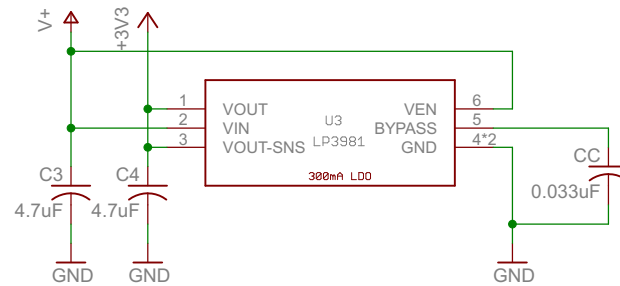 V+
+3V3
1 VOUT U3 VEN 6
2 VIN LP3981 BYPASS 5
3 VOUT-SNS GND 4*2
300mA LDO
C3 C4 CC
4.7uF 4.7uF 0.033uF
GND GND GND